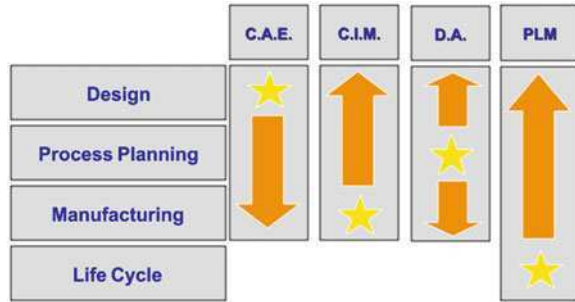 C.A.E. C.I.M. D.A. PLM
Design
Process Planning
Manufacturing
Life Cycle